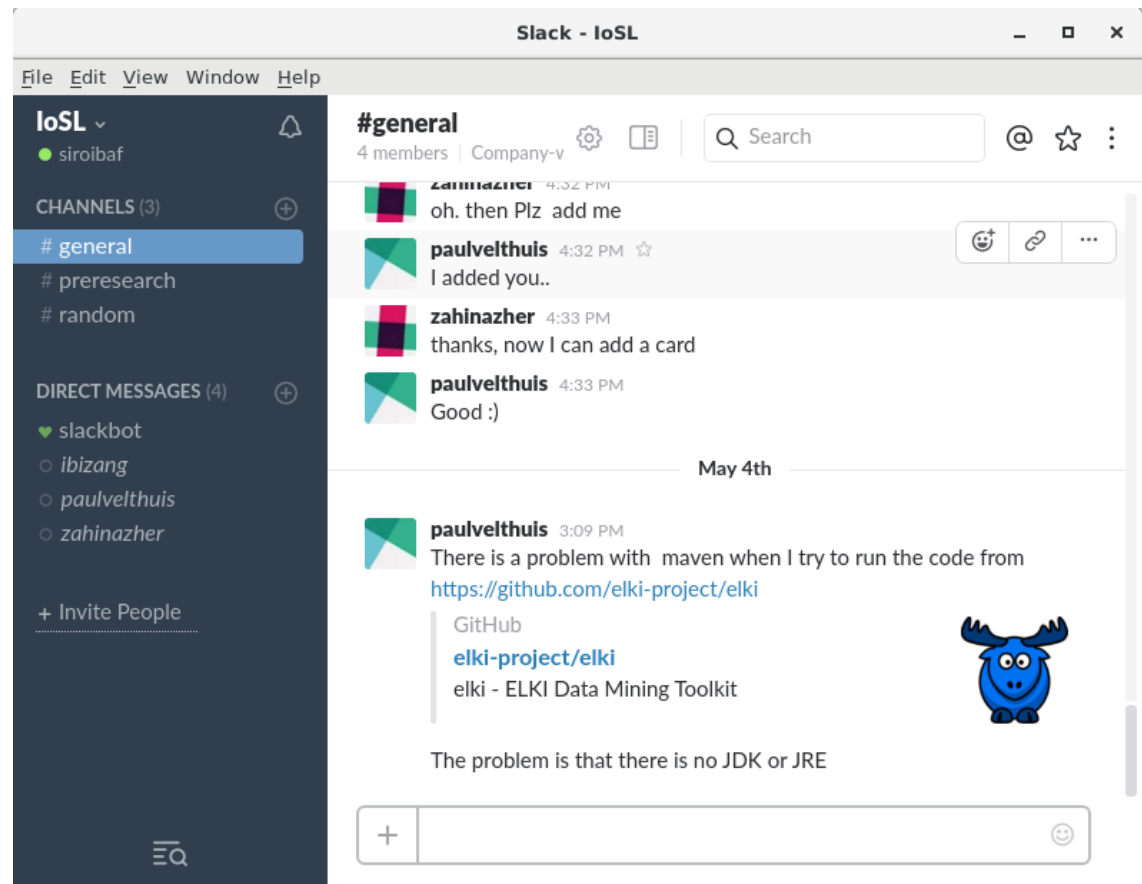 Slack - IoSL
File Edit View Window Help
IoSL
siroibaf
CHANNELS (3)
# general
# preresearch
# random
DIRECT MESSAGES (4)
slackbot
ibizang
paulvelthuis
zahinazher
+ Invite People
#general
4 members | Company-v
Search
zahinazher 4:32 PM
oh. then Plz add me
paulvelthuis 4:32 PM
I added you..
zahinazher 4:33 PM
thanks, now I can add a card
paulvelthuis 4:33 PM
Good :)
May 4th
paulvelthuis 3:09 PM
There is a problem with maven when I try to run the code from
https://github.com/elki-project/elki
GitHub
elki-project/elki
elki - ELKI Data Mining Toolkit
The problem is that there is no JDK or JRE